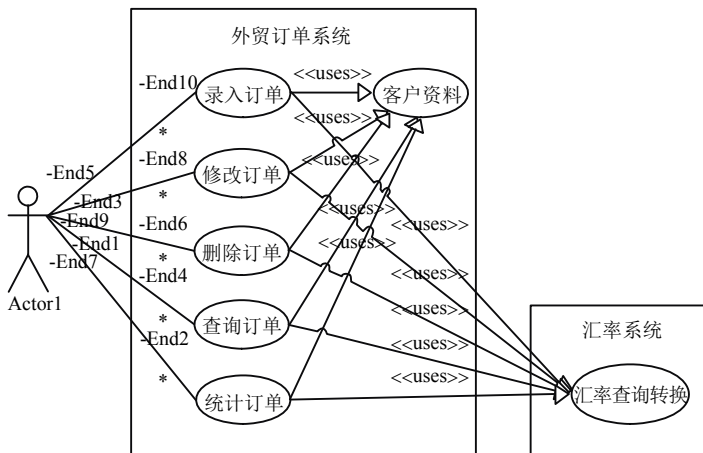 外贸订单系统
-End10
<<uses>>
录入订单
客户资料
*
<<uses>>
-End5
-End8
修改订单
<<uses>>
-End3
*
-End9
-End6
<<uses>>
<<uses>>
-End1
<<uses>>
-End7
*
删除订单
-End4
Actor1
<<uses>>
*
查询订单
-End2
汇率系统
<<uses>>
*
统计订单
<<uses>>
汇率查询转换